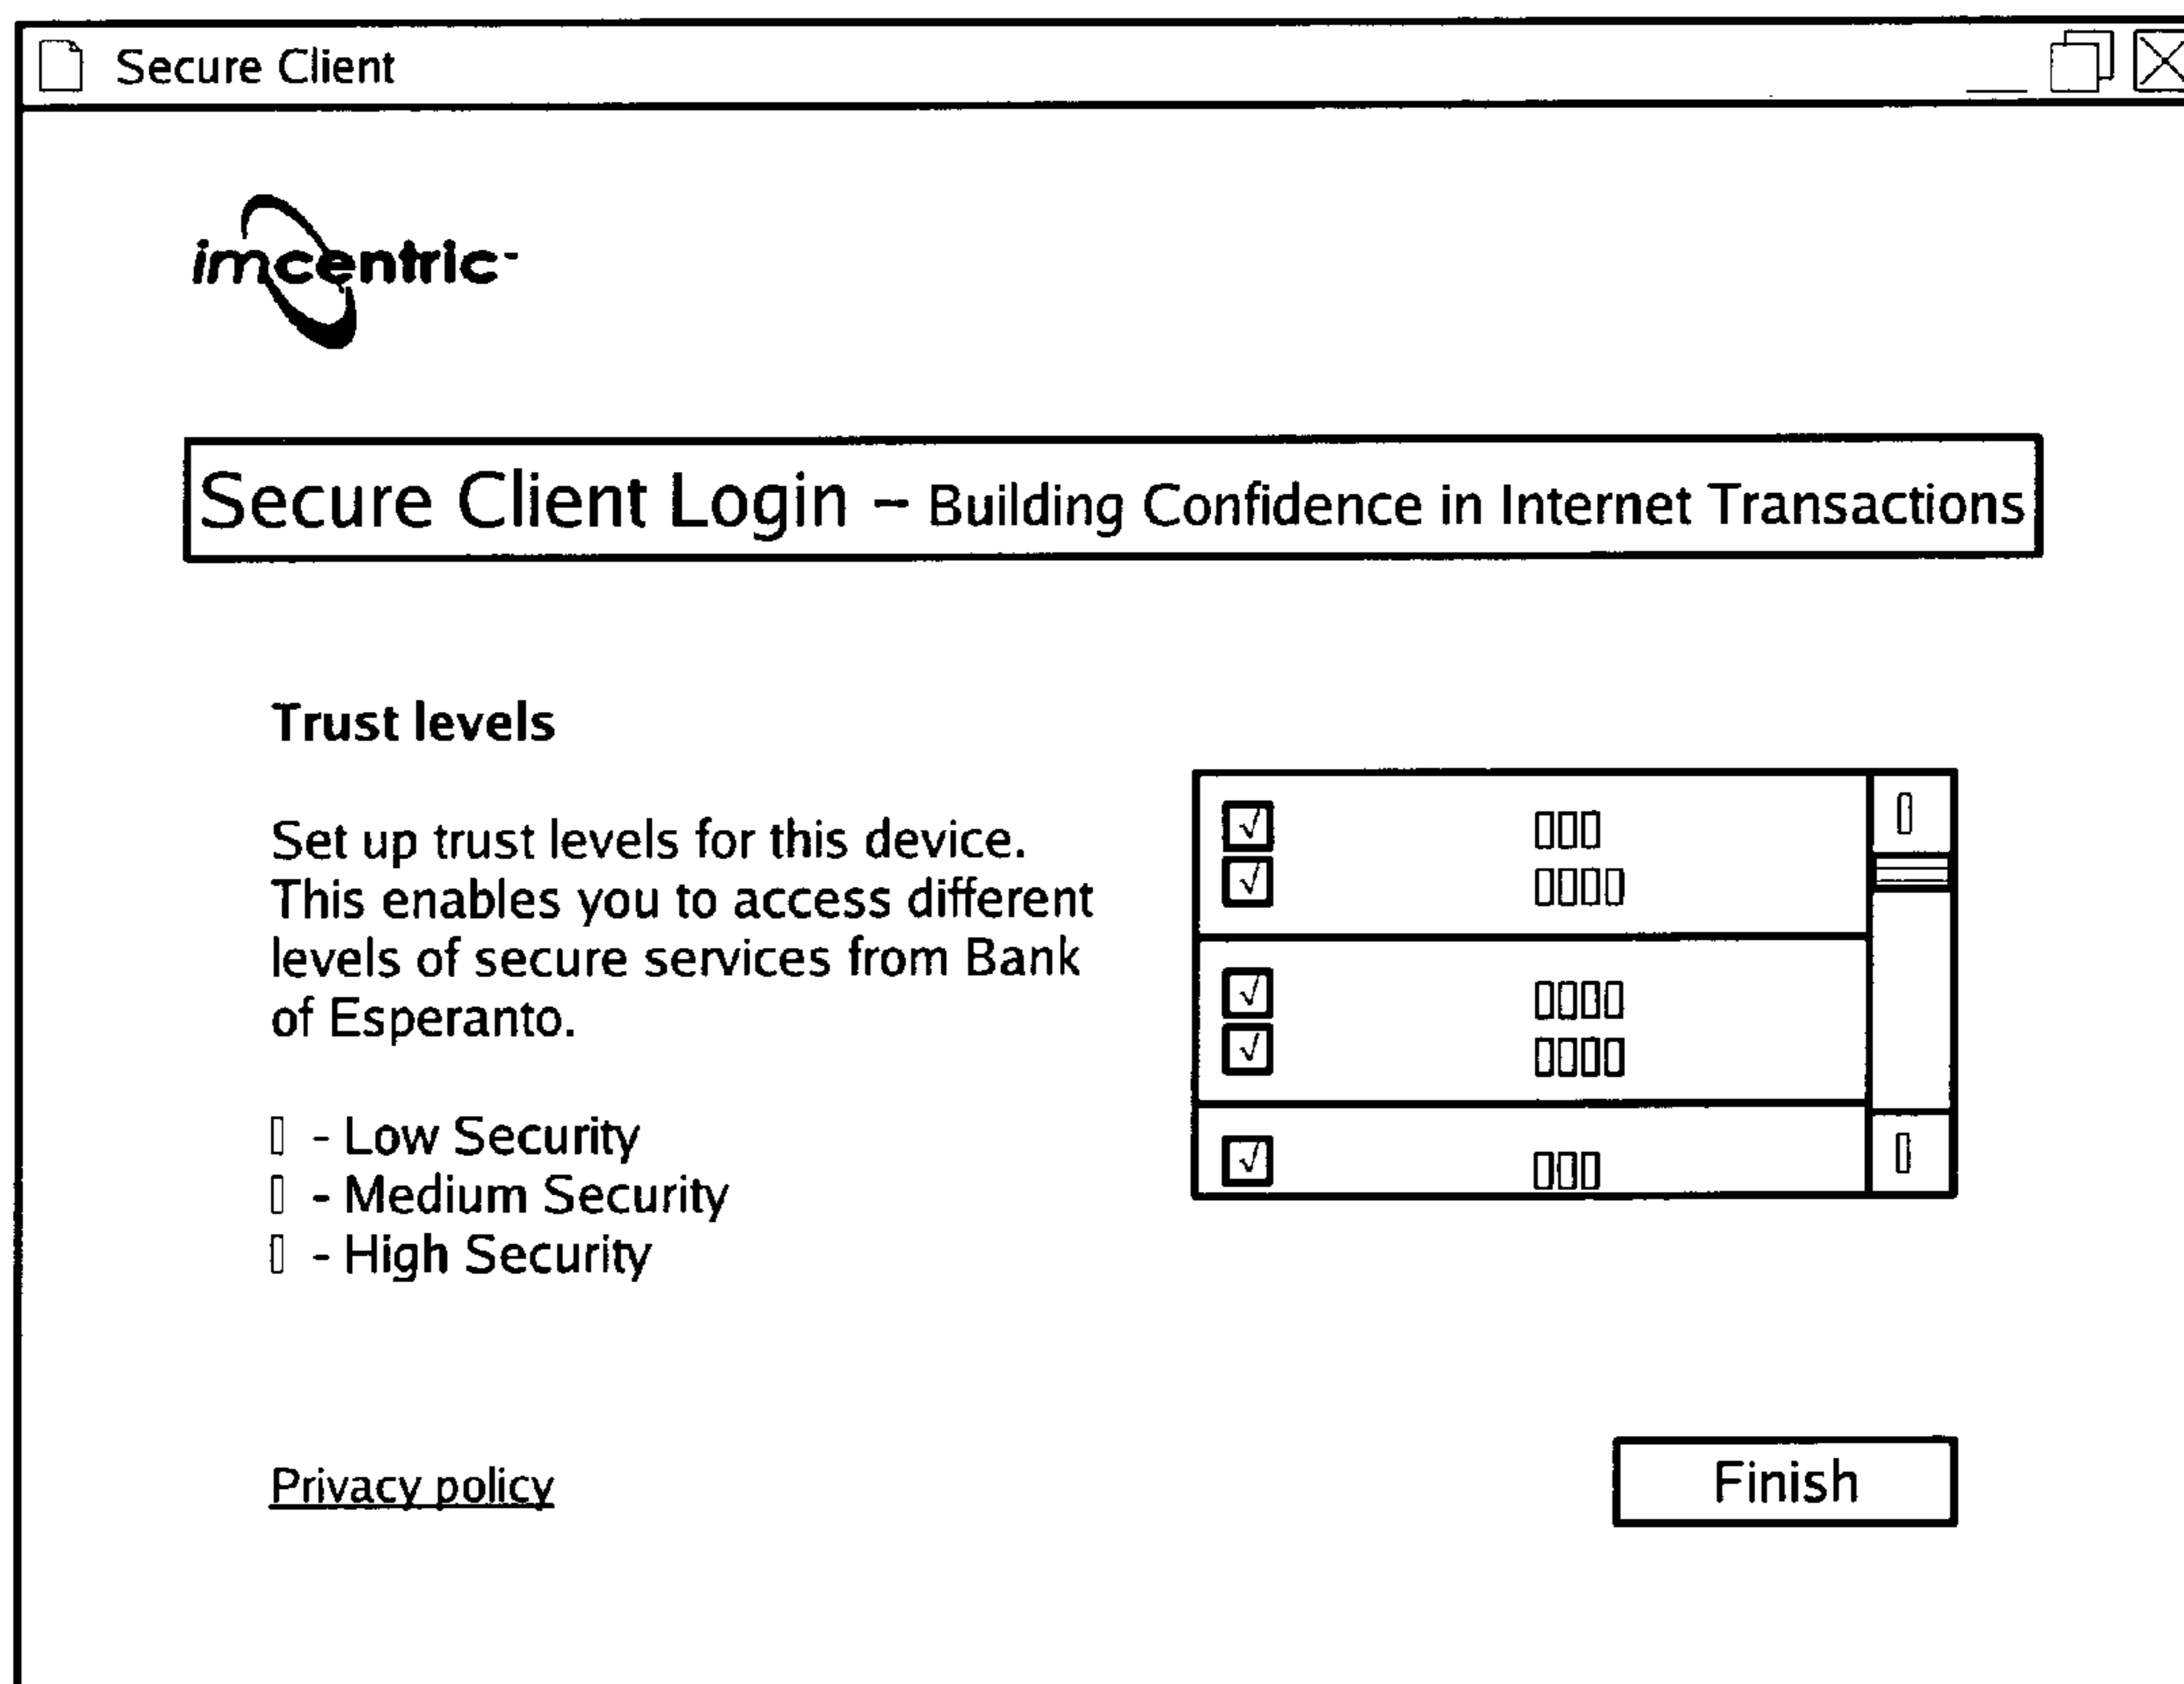 Secure Client
imcentric
Secure Client Login – Building Confidence in Internet Transactions
Trust levels
Set up trust levels for this device.
This enables you to access different
levels of secure services from Bank
of Esperanto.
- Low Security
- Medium Security
- High Security
Privacy policy
Finish